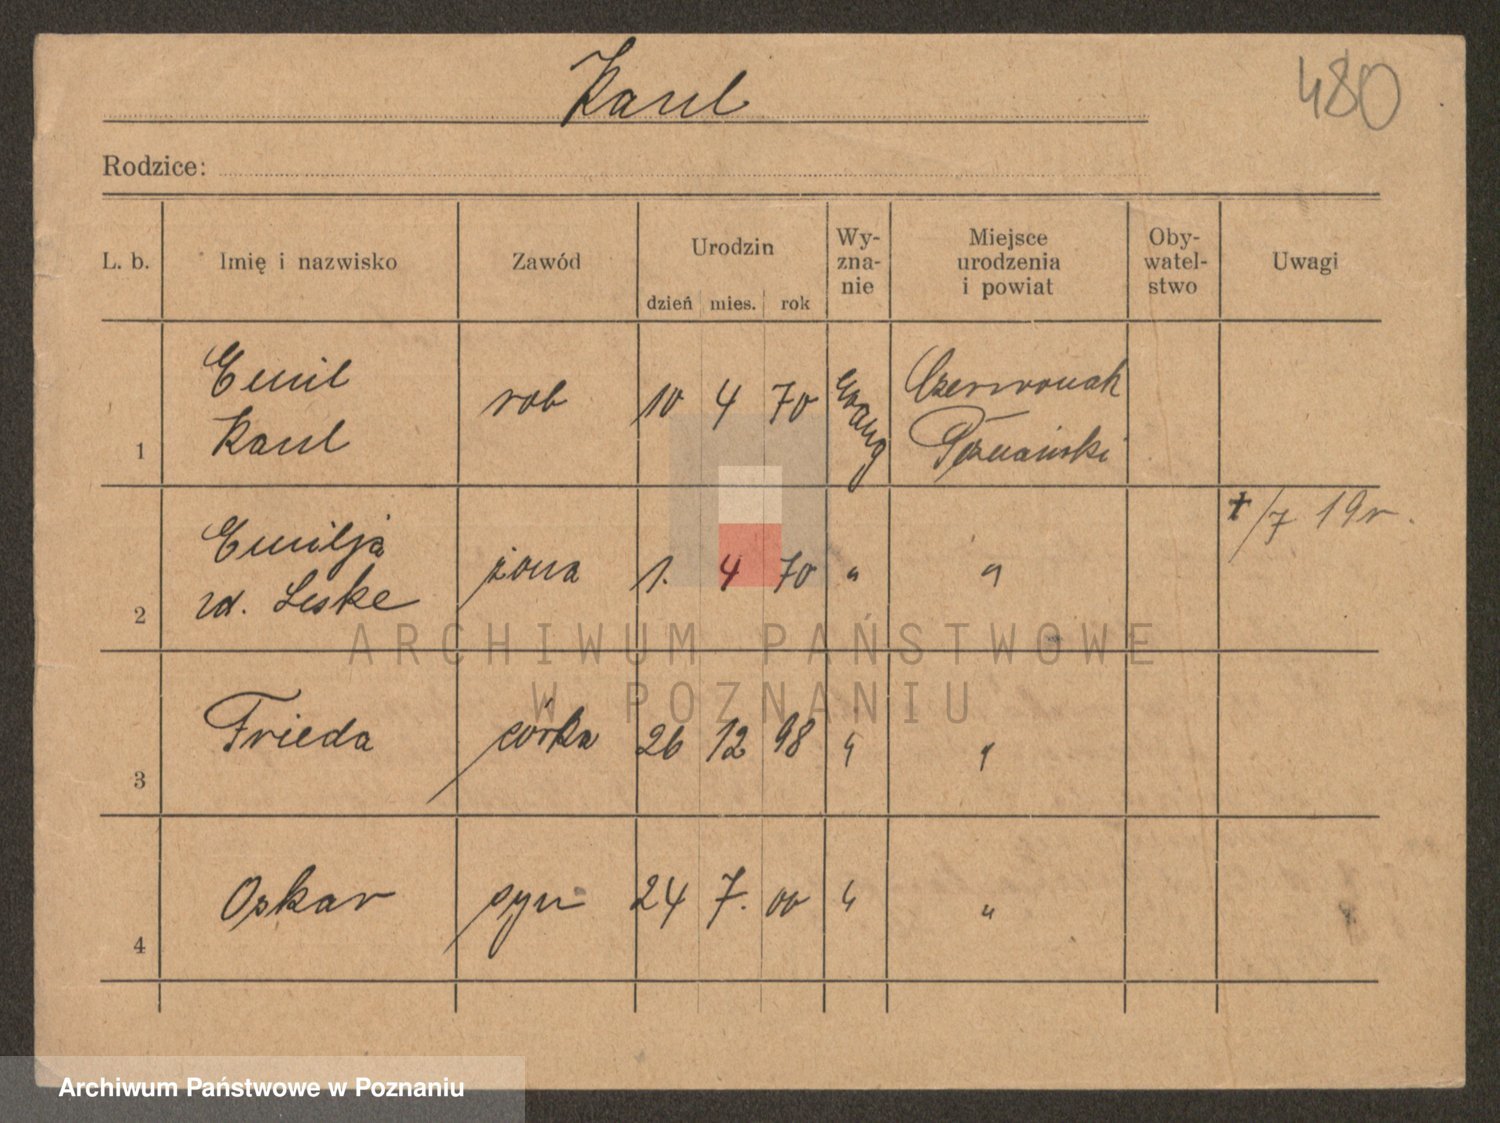 Kaul
480
Rodzice:
L. b. Imię i nazwisko Zawód Urodzin dzień mies. rok Wy-zna-nie Miejsce urodzenia i powiat Oby-watel-stwo Uwagi
1 Emil Kaul rob 10 4 70 Ewang Czerwonak Poznański
2 Emilja zd. Leske żona 1. 4 70 " " + /7 19 r.
3 Frieda córka 26 12 98 " "
4 Oskar syn 24 7. 00 " "
ARCHIWUM PAŃSTWOWE
W POZNANIU
Archiwum Państwowe w Poznaniu